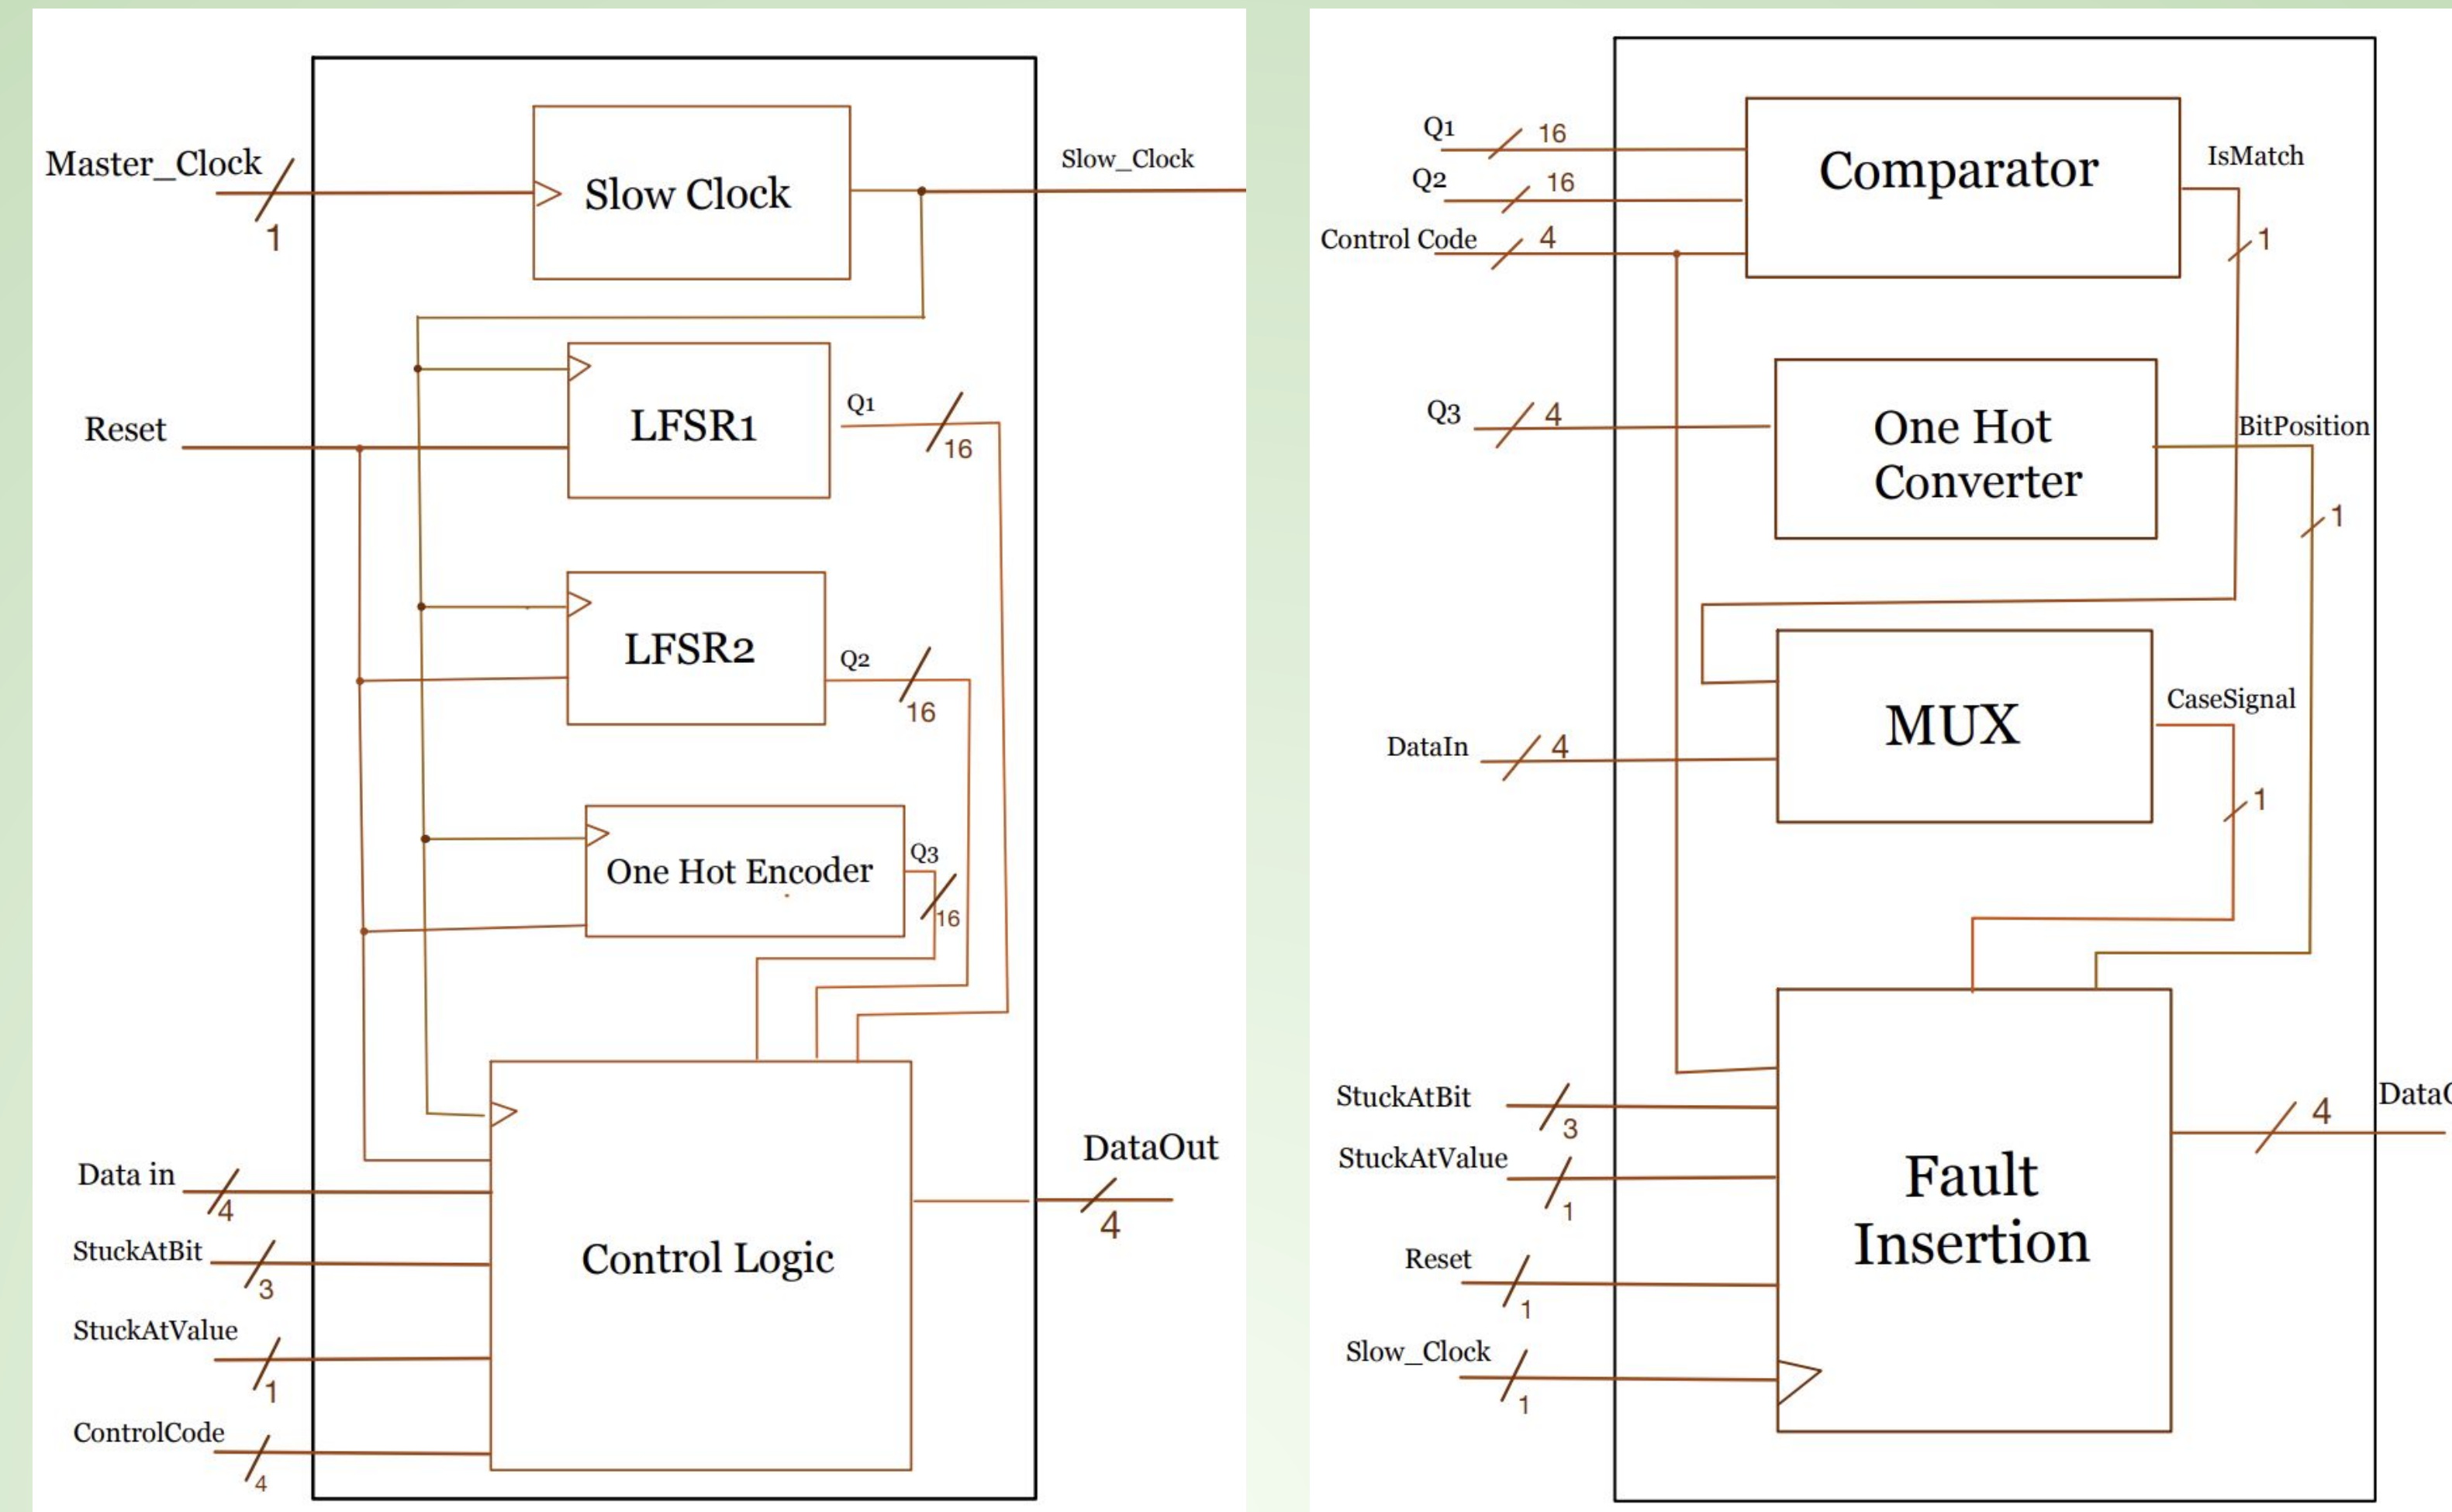 Master_Clock
1
Slow Clock
Slow_Clock
Reset
LFSR1
Q1
16
LFSR2
Q2
16
One Hot Encoder
Q3
16
Data in
4
StuckAtBit
3
StuckAtValue
1
ControlCode
4
Control Logic
DataOut
4
Q1
16
Q2
16
Control Code
4
Comparator
IsMatch
1
Q3
4
One Hot
Converter
BitPosition
1
DataIn
4
MUX
CaseSignal
1
StuckAtBit
3
StuckAtValue
1
Reset
1
Slow_Clock
1
Fault
Insertion
4